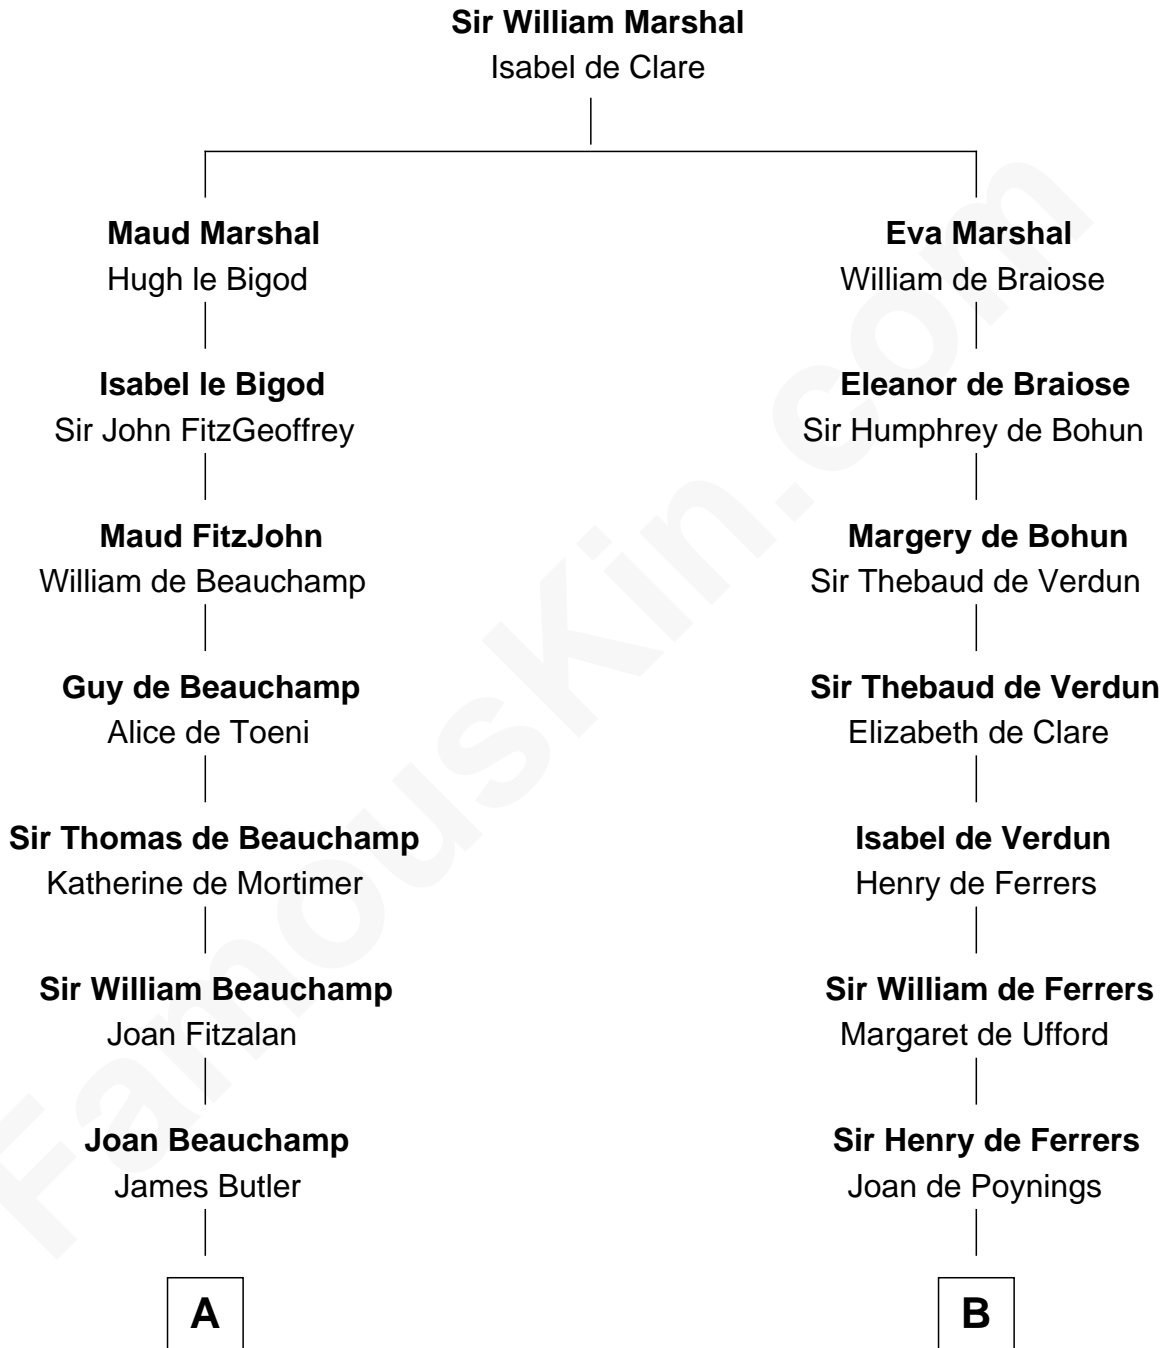 Sir William Marshal
Isabel de Clare
Maud Marshal
Hugh le Bigod
Eva Marshal
William de Braiose
Isabel le Bigod
Sir John FitzGeoffrey
Eleanor de Braiose
Sir Humphrey de Bohun
Maud FitzJohn
William de Beauchamp
Margery de Bohun
Sir Thebaud de Verdun
Guy de Beauchamp
Alice de Toeni
Sir Thebaud de Verdun
Elizabeth de Clare
Sir Thomas de Beauchamp
Katherine de Mortimer
Isabel de Verdun
Henry de Ferrers
Sir William Beauchamp
Joan Fitzalan
Sir William de Ferrers
Margaret de Ufford
Joan Beauchamp
James Butler
Sir Henry de Ferrers
Joan de Poynings
A
B
FamousKin.com